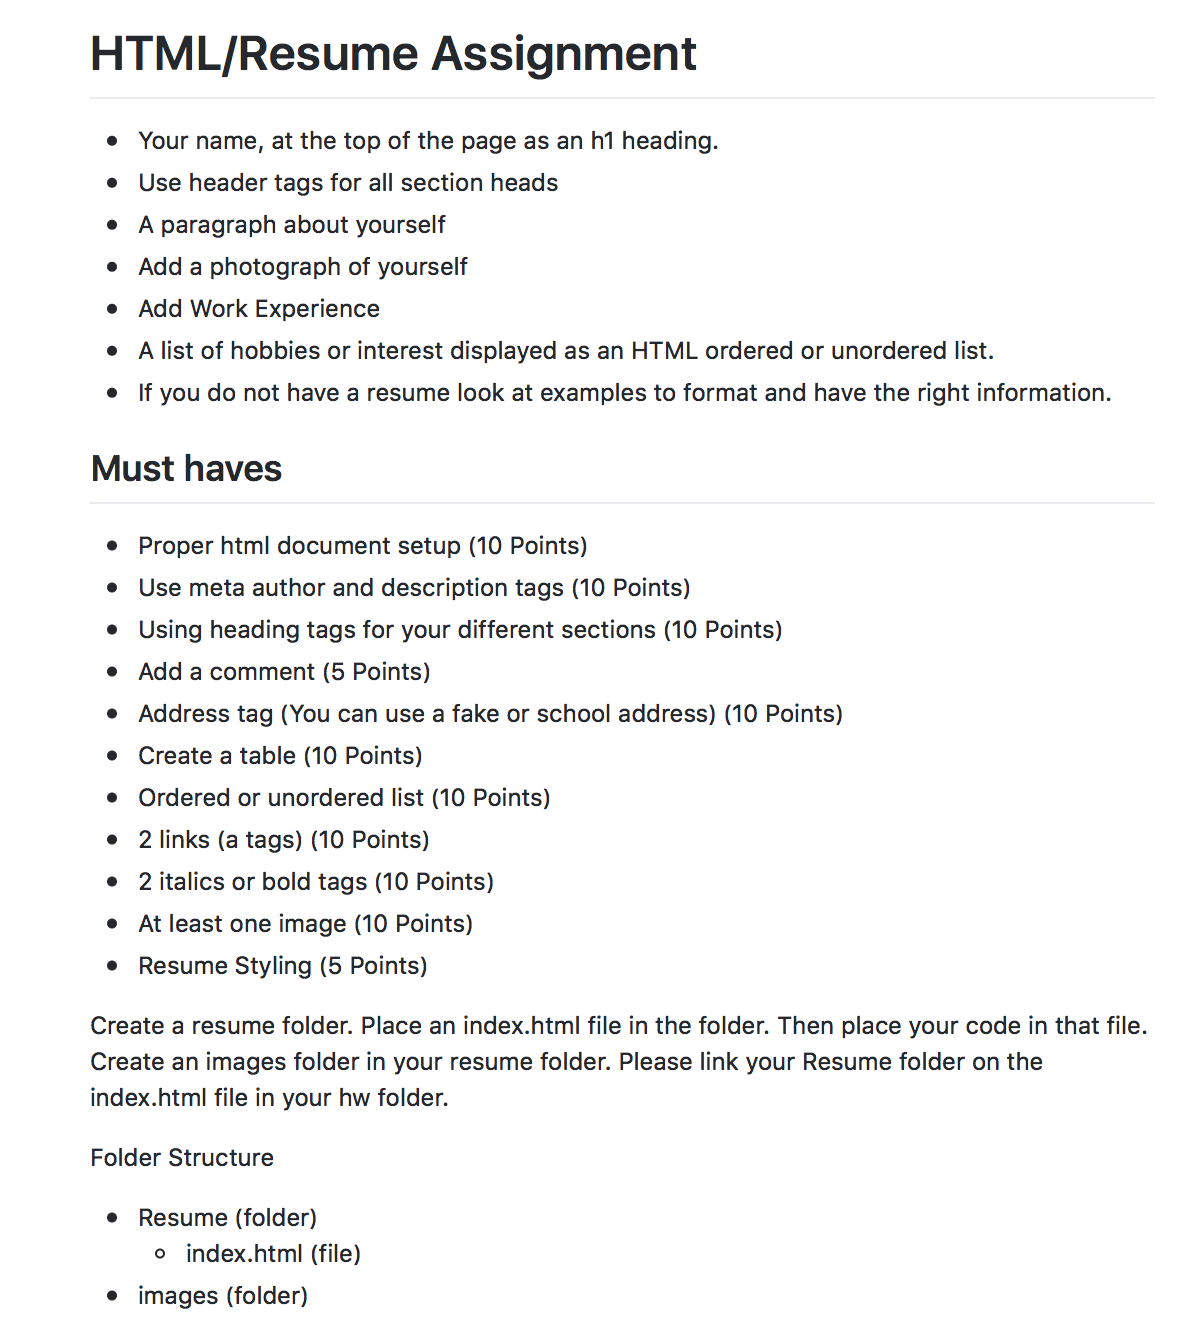 HTML/Resume Assignment
Your name, at the top of the page as an h1 heading.
Use header tags for all section heads
A paragraph about yourself
Add a photograph of yourself
Add Work Experience
A list of hobbies or interest displayed as an HTML ordered or unordered list.
If you do not have a resume look at examples to format and have the right information.
Must haves
Proper html document setup (10 Points)
Use meta author and description tags (10 Points)
Using heading tags for your different sections (10 Points)
Add a comment (5 Points)
Address tag (You can use a fake or school address) (10 Points)
Create a table (10 Points)
Ordered or unordered list (10 Points)
2 links (a tags) (10 Points)
2 italics or bold tags (10 Points)
At least one image (10 Points)
Resume Styling (5 Points)
Create a resume folder. Place an index.html file in the folder. Then place your code in that file.
Create an images folder in your resume folder. Please link your Resume folder on the
index.html file in your hw folder.
Folder Structure
Resume (folder)
index.html (file)
images (folder)